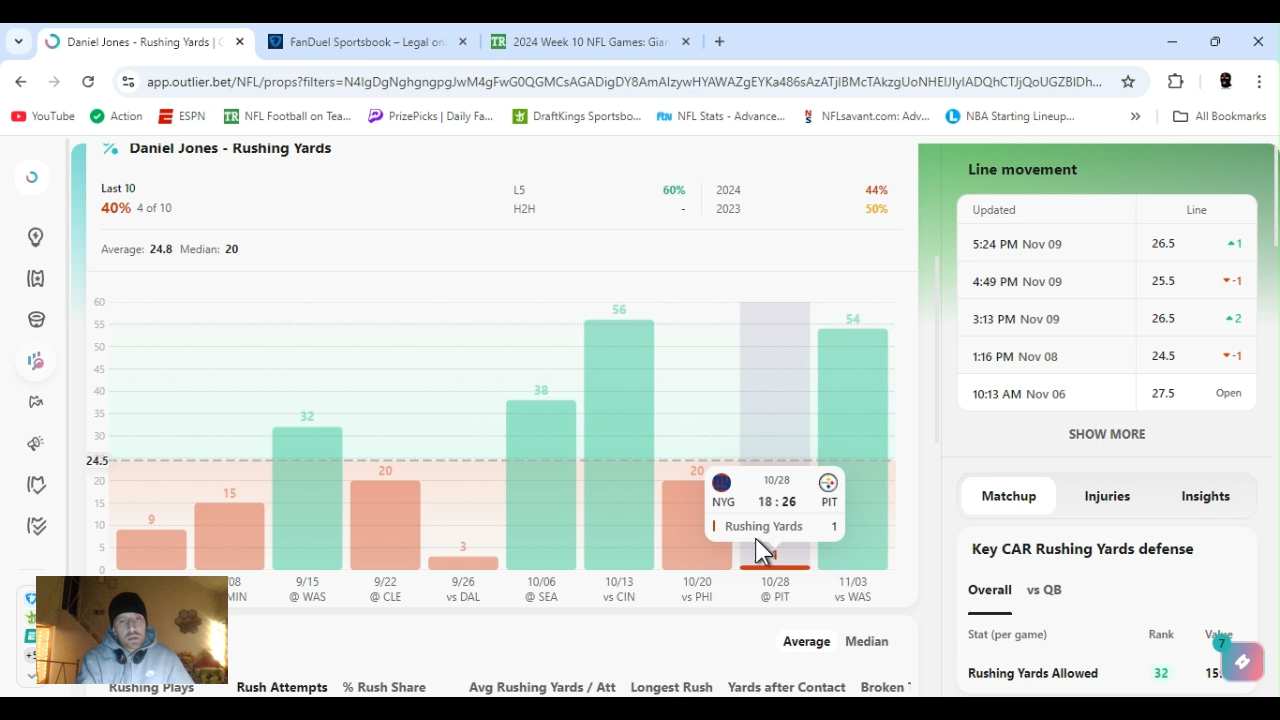 Daniel Jones - Rushing Yards |
FanDuel Sportsbook – Legal on
2024 Week 10 NFL Games: Gian
app.outlier.bet/NFL/props?filters=
YouTube
Action
ESPN
NFL Football on Tea...
PrizePicks | Daily Fa...
DraftKings Sportsbo...
NFL Stats - Advance...
NFLsavant.com: Adv...
NBA Starting Lineup...
All Bookmarks
Daniel Jones - Rushing Yards
Last 10
40% 4 of 10
L5 60%
H2H -
2024 44%
2023 50%
Average: 24.8 Median: 20
60
55
50
45
40
35
30
24.5
20
15
10
5
0
9
15
32
20
3
38
56
20
54
NYG 10/28 PIT
18 : 26
Rushing Yards 1
08
MIN
9/15
@ WAS
9/22
@ CLE
9/26
vs DAL
10/06
@ SEA
10/13
vs CIN
10/20
vs PHI
10/28
@ PIT
11/03
vs WAS
Average Median
Rushing Plays Rush Attempts % Rush Share Avg Rushing Yards / Att Longest Rush Yards after Contact Broken
Line movement
Updated Line
5:24 PM Nov 09 26.5 1
4:49 PM Nov 09 25.5 -1
3:13 PM Nov 09 26.5 2
1:16 PM Nov 08 24.5 -1
10:13 AM Nov 06 27.5 Open
SHOW MORE
Matchup Injuries Insights
Key CAR Rushing Yards defense
Overall vs QB
Stat (per game) Rank
Rushing Yards Allowed 32 15.
7